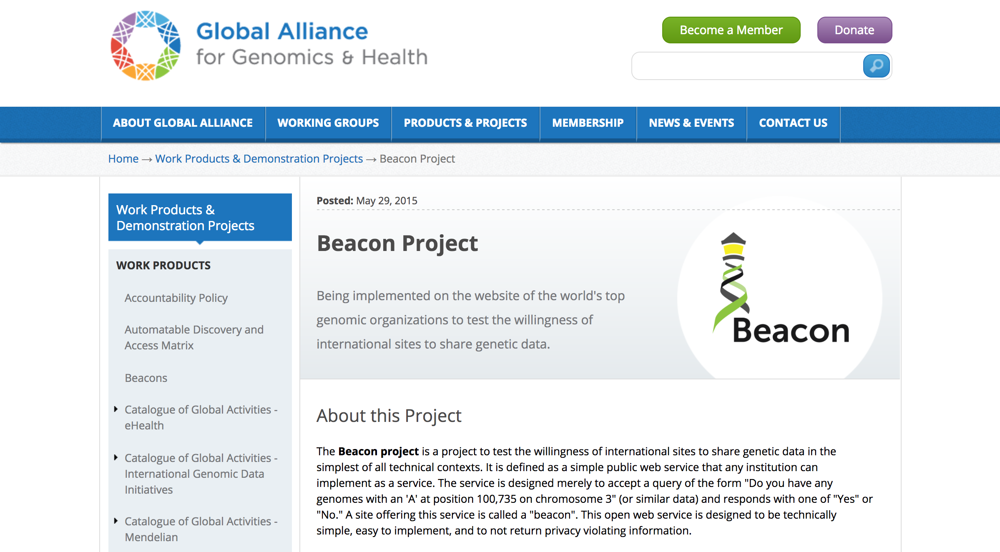 Global Alliance
for Genomics & Health
Become a Member
Donate
ABOUT GLOBAL ALLIANCE
WORKING GROUPS
PRODUCTS & PROJECTS
MEMBERSHIP
NEWS & EVENTS
CONTACT US
Home → Work Products & Demonstration Projects → Beacon Project
Work Products &
Demonstration Projects
WORK PRODUCTS
Accountability Policy
Automatable Discovery and
Access Matrix
Beacons
Catalogue of Global Activities -
eHealth
Catalogue of Global Activities -
International Genomic Data
Initiatives
Catalogue of Global Activities -
Mendelian
Posted: May 29, 2015
Beacon Project
Being implemented on the website of the world's top
genomic organizations to test the willingness of
international sites to share genetic data.
Beacon
About this Project
The Beacon project is a project to test the willingness of international sites to share genetic data in the
simplest of all technical contexts. It is defined as a simple public web service that any institution can
implement as a service. The service is designed merely to accept a query of the form "Do you have any
genomes with an 'A' at position 100,735 on chromosome 3" (or similar data) and responds with one of "Yes" or
"No." A site offering this service is called a "beacon". This open web service is designed to be technically
simple, easy to implement, and to not return privacy violating information.